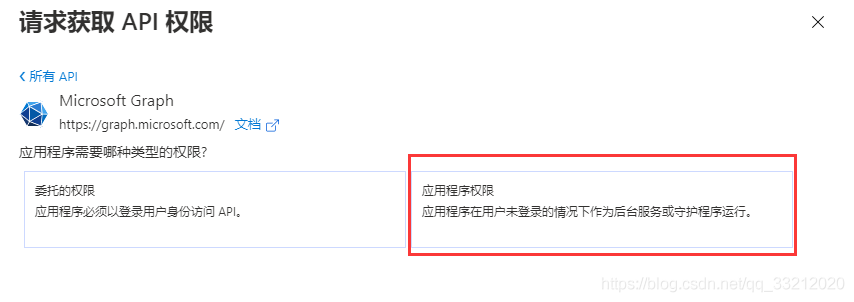 请求获取 API 权限
所有 API
Microsoft Graph
https://graph.microsoft.com/ 文档
应用程序需要哪种类型的权限?
委托的权限
应用程序必须以登录用户身份访问 API。
应用程序权限
应用程序在用户未登录的情况下作为后台服务或守护程序运行。
https://blog.csdn.net/qq_33212020